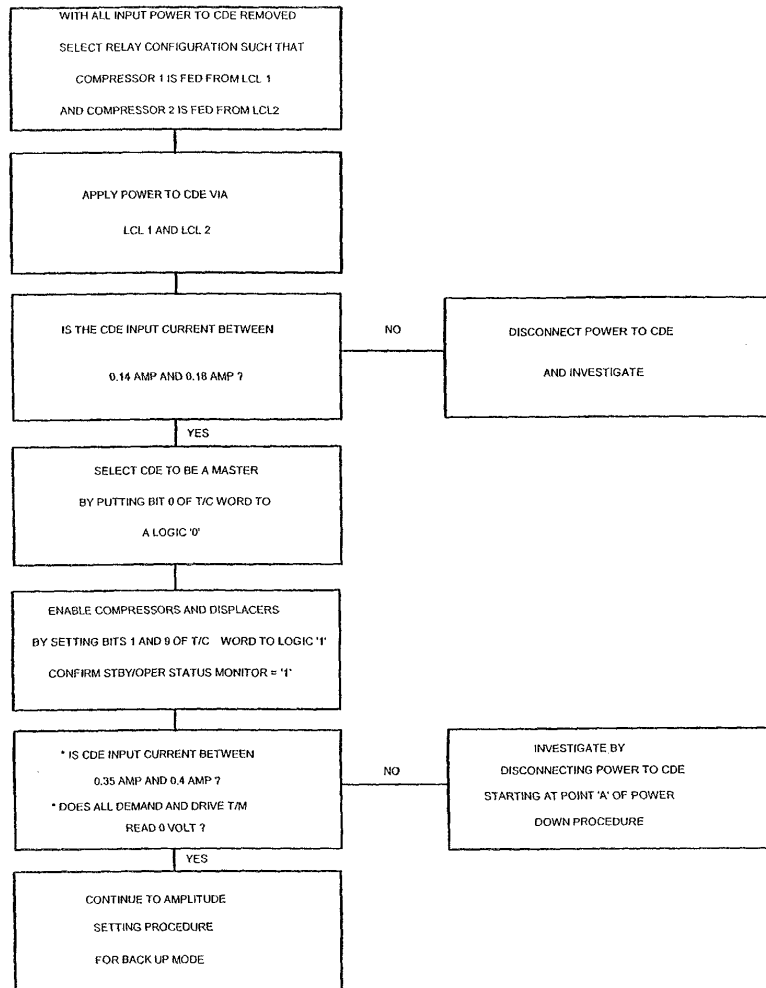 WITH ALL INPUT POWER TO CDE REMOVED
SELECT RELAY CONFIGURATION SUCH THAT
COMPRESSOR 1 IS FED FROM LCL 1
AND COMPRESSOR 2 IS FED FROM LCL2
APPLY POWER TO CDE VIA
LCL 1 AND LCL 2
IS THE CDE INPUT CURRENT BETWEEN
0.14 AMP AND 0.18 AMP ?
NO
DISCONNECT POWER TO CDE
AND INVESTIGATE
YES
SELECT CDE TO BE A MASTER
BY PUTTING BIT 0 OF T/C WORD TO
A LOGIC '0'
ENABLE COMPRESSORS AND DISPLACERS
BY SETTING BITS 1 AND 9 OF T/C WORD TO LOGIC '1'
CONFIRM STBY/OPER STATUS MONITOR = '1'
* IS CDE INPUT CURRENT BETWEEN
0.35 AMP AND 0.4 AMP ?
* DOES ALL DEMAND AND DRIVE T/M
READ 0 VOLT ?
NO
INVESTIGATE BY
DISCONNECTING POWER TO CDE
STARTING AT POINT 'A' OF POWER
DOWN PROCEDURE
YES
CONTINUE TO AMPLITUDE
SETTING PROCEDURE
FOR BACK UP MODE